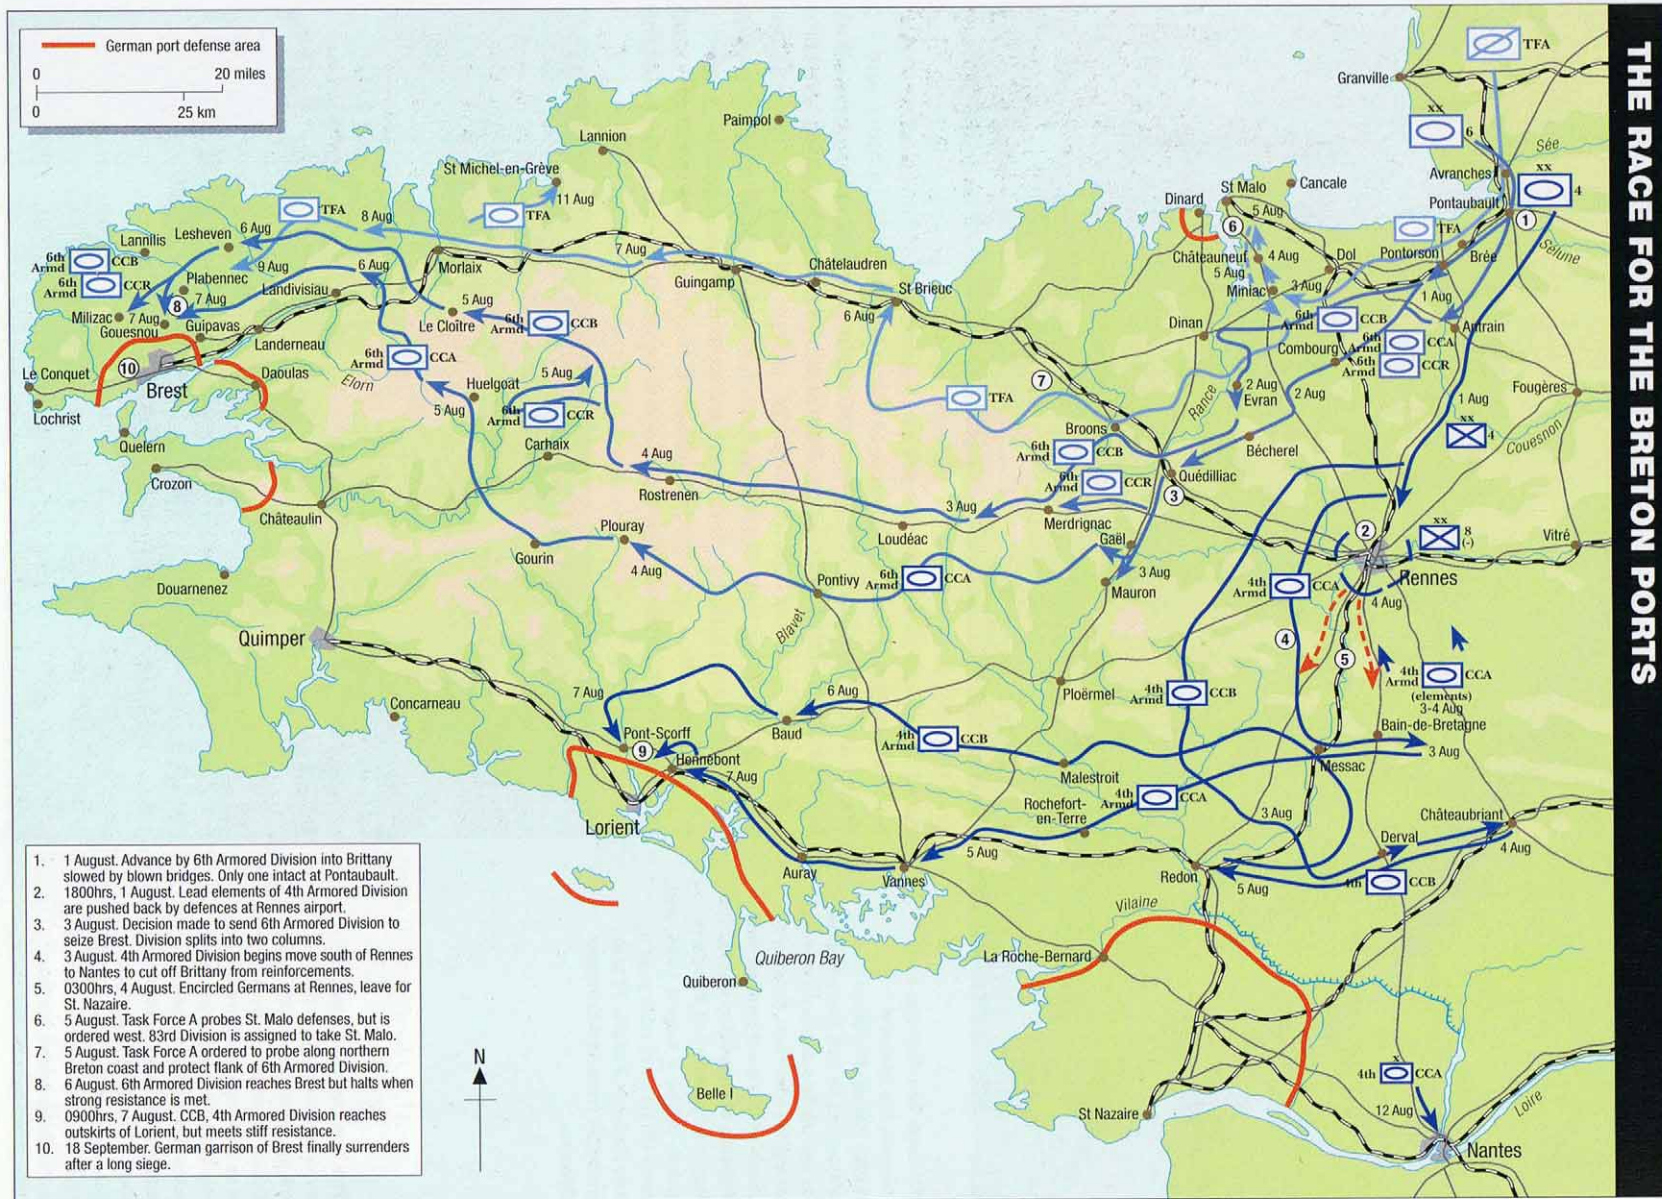 THE RACE FOR THE BRETON PORTS
German port defense area
0 20 miles
0 25 km
TFA
Granville
xx
6
Sée
Avranches
xx
4
Pontaubault
1
Sélune
TFA
Pontorson
Brée
Paimpol
Lannion
St Michel-en-Grève
11 Aug
TFA
TFA
8 Aug
Cancale
St Malo
Dinard
5 Aug
6
Châteauneuf
5 Aug
4 Aug
Dol
Miniac
3 Aug
1 Aug
Antrain
Dinan
6th
Armd
CCB
Combourg
6th
Armd
CCA
6th
Armd
CCR
Fougères
1 Aug
xx
4
Couesnon
Lesheven
6 Aug
Lannilis
6th
Armd
CCB
6th
Armd
CCR
9 Aug
Plabennec
7 Aug
8
Milizac
7 Aug
Gouesnou
Guipavas
Landivisiau
6 Aug
Morlaix
7 Aug
Guingamp
Châtelaudren
St Brieuc
6 Aug
5 Aug
Le Cloître
6th
Armd
CCB
Landerneau
6th
Armd
CCA
Le Conquet
10
Brest
Daoulas
Elorn
Lochrist
Huelgoat
5 Aug
5 Aug
6th
Armd
CCR
7
TFA
Rance
2 Aug
Evran
2 Aug
Quelern
Crozon
Carhaix
4 Aug
Rostrenen
Broons
6th
Armd
CCB
Bécherel
Quédilliac
6th
Armd
CCR
3
Châteaulin
3 Aug
Merdrignac
Loudéac
Gaël
2
xx
8
(-)
Vitré
Rennes
Plouray
Gourin
4 Aug
Pontivy
6th
Armd
CCA
3 Aug
Mauron
4th
Armd
CCA
4 Aug
Douarnenez
Quimper
Blavet
4
5
4th
Armd
CCA
(elements)
3-4 Aug
Bain-de-Bretagne
Ploërmel
4th
Armd
CCB
7 Aug
6 Aug
Concarneau
Baud
Pont-Scorff
9
Hennebont
7 Aug
4th
Armd
CCB
3 Aug
Messac
Malestroit
4th
Armd
CCA
Rochefort-
en-Terre
3 Aug
Châteaubriant
Lorient
Derval
4 Aug
5 Aug
Auray
Vannes
Redon
5 Aug
4th
CCB
Vilaine
Quiberon Bay
La Roche-Bernard
Quiberon
N
Belle I
x
4th
CCA
12 Aug
St Nazaire
Loire
Nantes
1. 1 August. Advance by 6th Armored Division into Brittany
slowed by blown bridges. Only one intact at Pontaubault.
2. 1800hrs, 1 August. Lead elements of 4th Armored Division
are pushed back by defences at Rennes airport.
3. 3 August. Decision made to send 6th Armored Division to
seize Brest. Division splits into two columns.
4. 3 August. 4th Armored Division begins move south of Rennes
to Nantes to cut off Brittany from reinforcements.
5. 0300hrs, 4 August. Encircled Germans at Rennes, leave for
St. Nazaire.
6. 5 August. Task Force A probes St. Malo defenses, but is
ordered west. 83rd Division is assigned to take St. Malo.
7. 5 August. Task Force A ordered to probe along northern
Breton coast and protect flank of 6th Armored Division.
8. 6 August. 6th Armored Division reaches Brest but halts when
strong resistance is met.
9. 0900hrs, 7 August. CCB, 4th Armored Division reaches
outskirts of Lorient, but meets stiff resistance.
10. 18 September. German garrison of Brest finally surrenders
after a long siege.